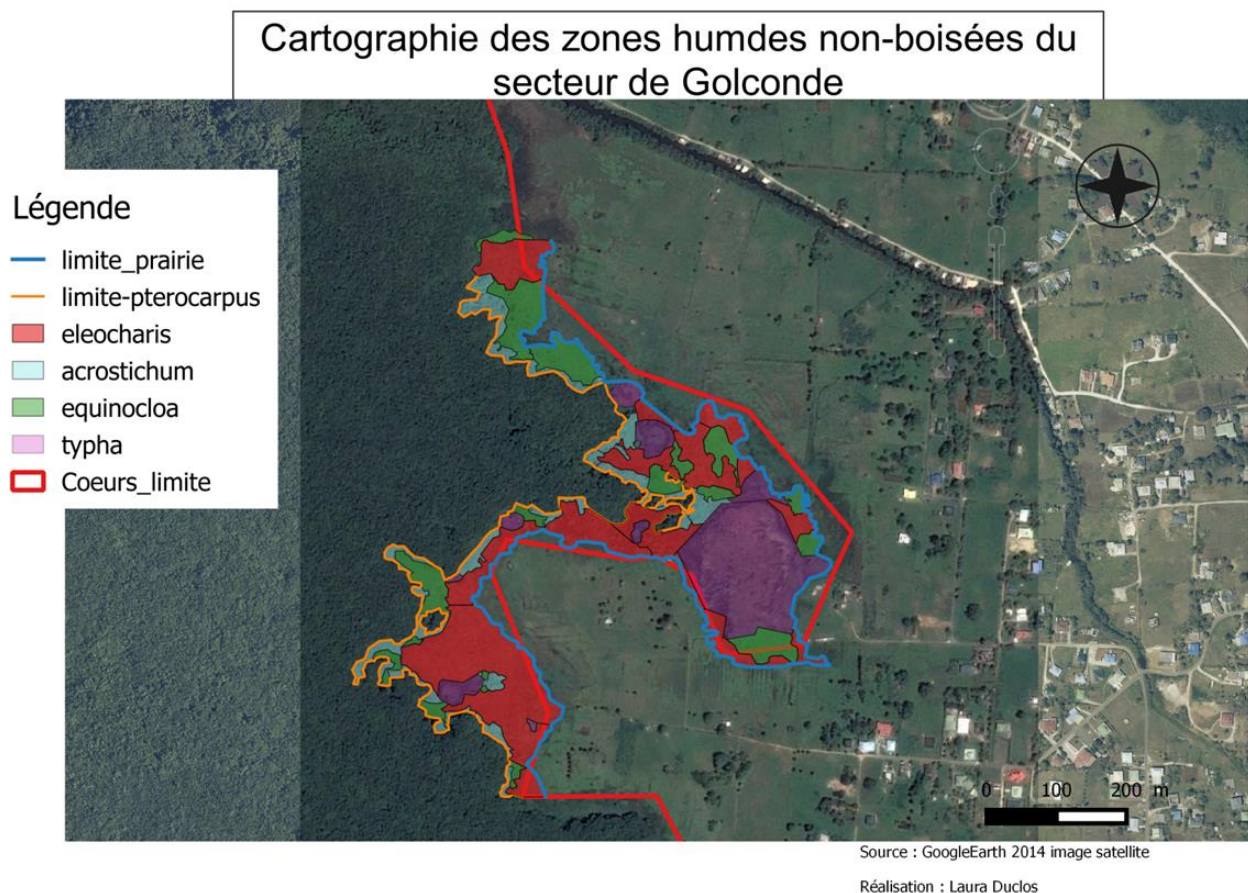 Cartographie des zones humdes non-boisées du
secteur de Golconde
Légende
limite_prairie
limite-pterocarpus
eleocharis
acrostichum
equinocloa
typha
Coeurs_limite
0 100 200 m
Source : GoogleEarth 2014 image satellite
Réalisation : Laura Duclos